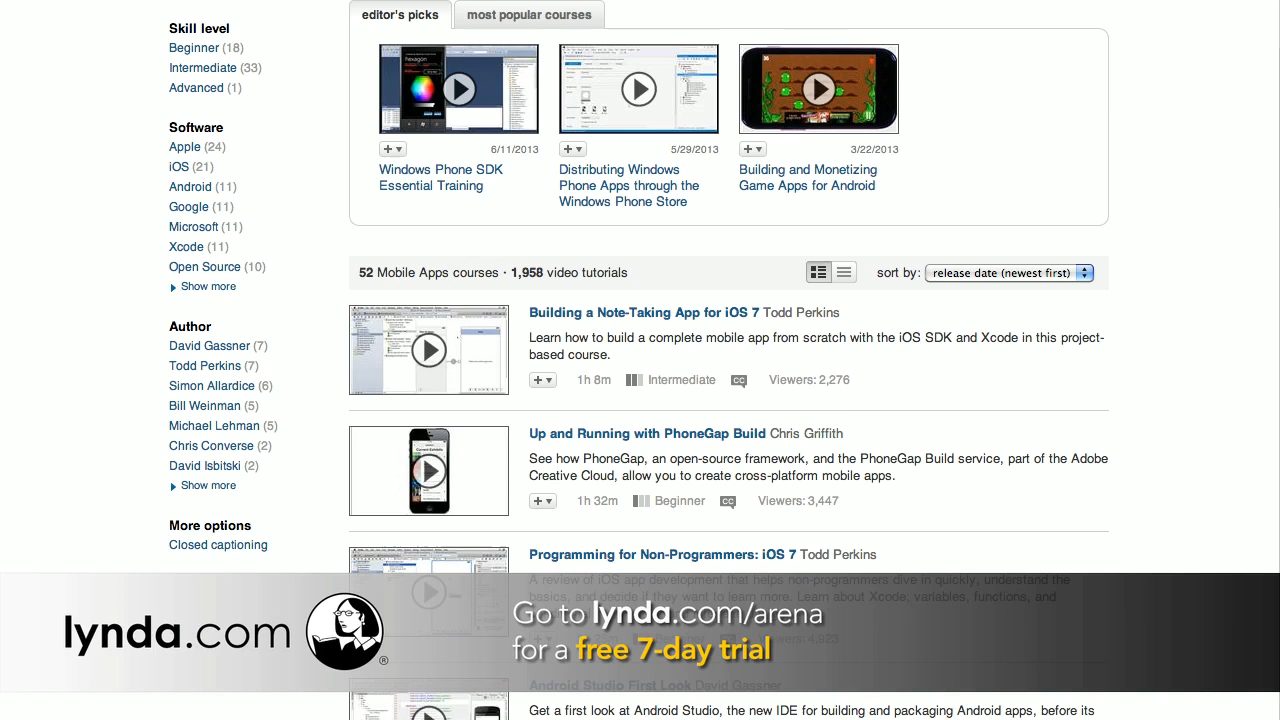 Skill level
Beginner (18)
Intermediate (33)
Advanced (1)
Software
Apple (24)
iOS (21)
Android (11)
Google (11)
Microsoft (11)
Xcode (11)
Open Source (10)
Show more
Author
David Gassner (7)
Todd Perkins (7)
Simon Allardice (6)
Bill Weinman (5)
Michael Lehman (5)
Chris Converse (2)
David Isbitski (2)
Show more
More options
Closed captioning
editor's picks
most popular courses
hexagon
6/11/2013
5/29/2013
3/22/2013
Windows Phone SDK
Essential Training
Distributing Windows
Phone Apps through the
Windows Phone Store
Building and Monetizing
Game Apps for Android
52 Mobile Apps courses · 1,958 video tutorials
sort by: release date (newest first)
Building a Note-Taking App for iOS 7 Todd Perkins
Learn how to build a complete mobile app from scratch with the iOS SDK and Xcode in this project-
based course.
1h 8m Intermediate CC Viewers: 2,276
Up and Running with PhoneGap Build Chris Griffith
See how PhoneGap, an open-source framework, and the PhoneGap Build service, part of the Adobe
Creative Cloud, allow you to create cross-platform mobile apps.
1h 32m Beginner CC Viewers: 3,447
Programming for Non-Programmers: iOS 7 Todd Perkins
A review of iOS app development that helps non-programmers dive in quickly, understand the
basics, and decide if they want to learn more. Learn about Xcode, variables, functions, and
4,923
lynda.com ®
Go to lynda.com/arena
for a free 7-day trial
Android Studio First Look David Gassner
Get a first look at Android Studio, the new IDE for building and managing Android apps, before its